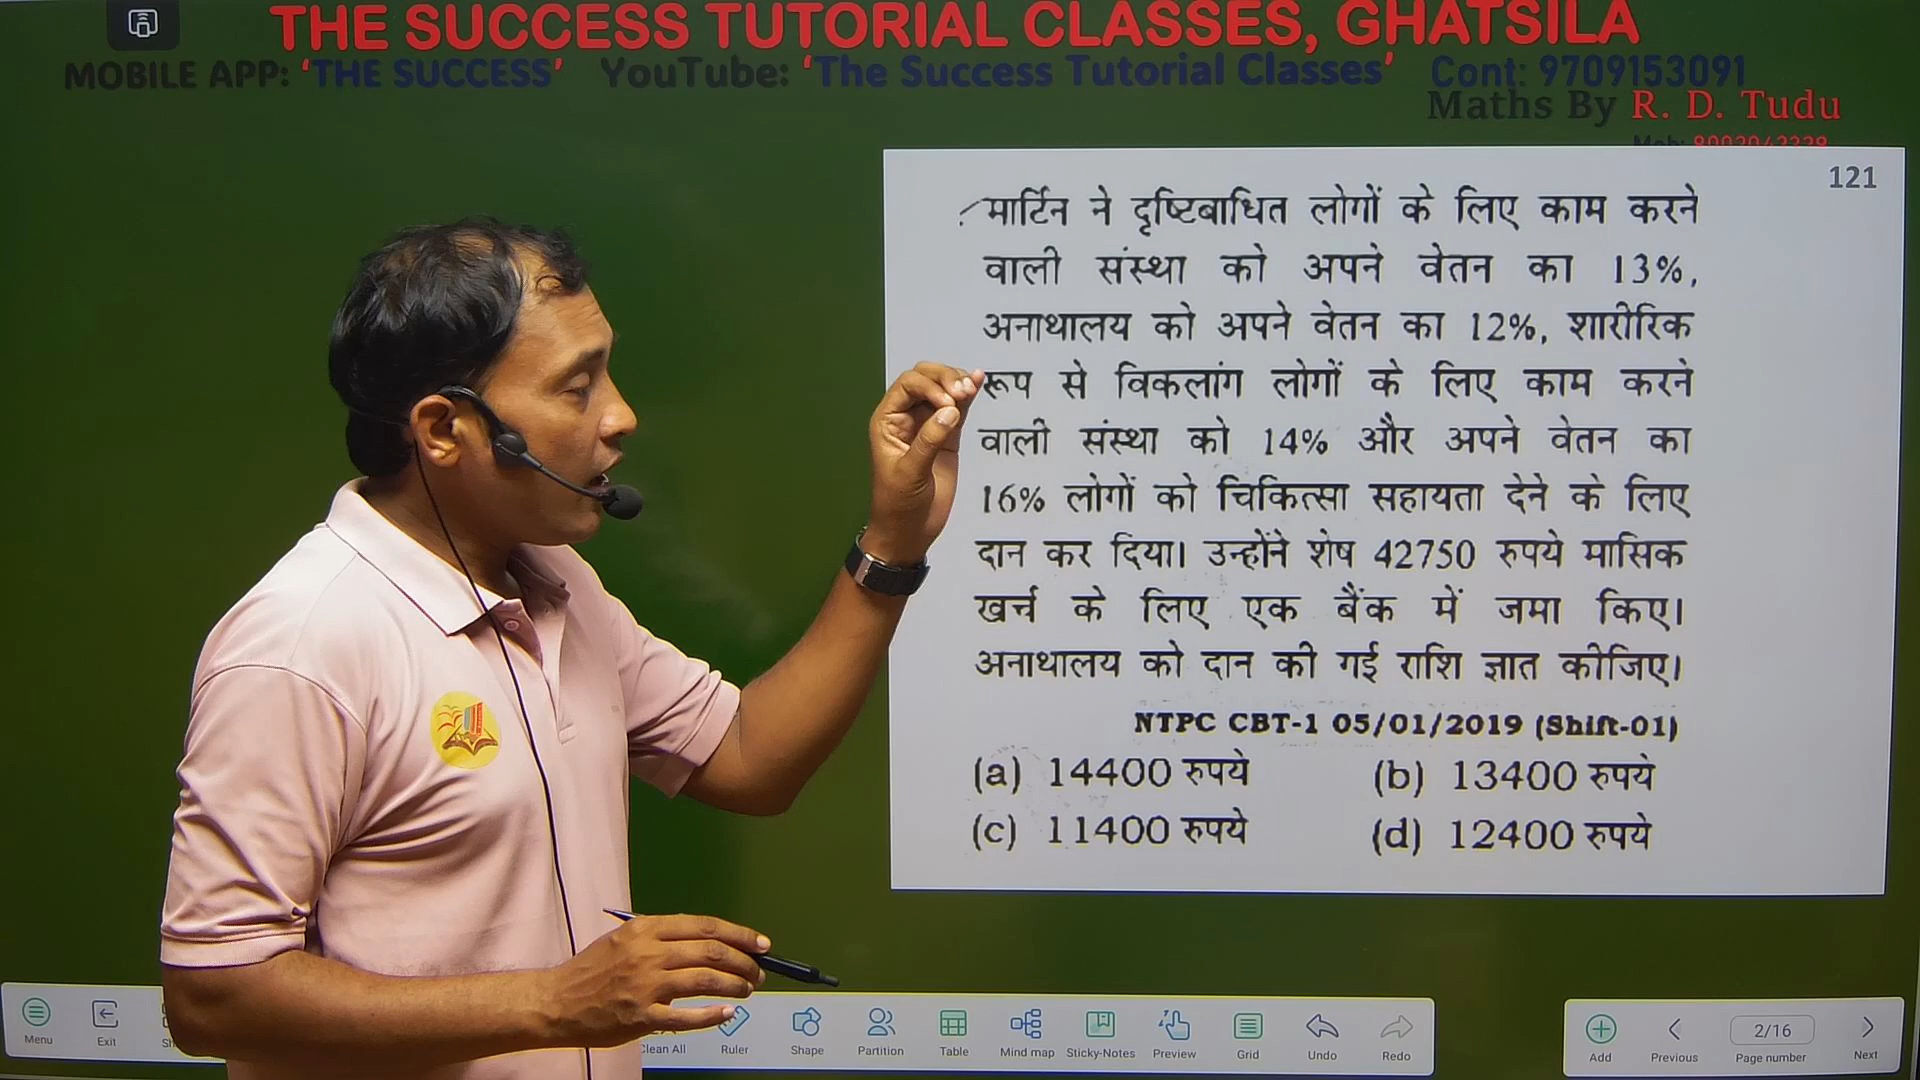 THE SUCCESS TUTORIAL CLASSES, GHATSILA
MOBILE APP: 'THE SUCCESS' YouTube: 'The Success Tutorial Classes' Cont: 9709153091
Maths By R. D. Tudu
121
मार्टिन ने दृष्टिबाधित लोगों के लिए काम करने
वाली संस्था को अपने वेतन का 13%,
अनाथालय को अपने वेतन का 12%, शारीरिक
रूप से विकलांग लोगों के लिए काम करने
वाली संस्था को 14% और अपने वेतन का
16% लोगों को चिकित्सा सहायता देने के लिए
दान कर दिया। उन्होंने शेष 42750 रुपये मासिक
खर्च के लिए एक बैंक में जमा किए।
अनाथालय को दान की गई राशि ज्ञात कीजिए।
NTPC CBT-1 05/01/2019 (Shift-01)
(a) 14400 रुपये (b) 13400 रुपये
(c) 11400 रुपये (d) 12400 रुपये
Menu Exit Clean All Ruler Shape Partition Table Mind map Sticky-Notes Preview Grid Undo Redo Add Previous 2/16 Page number Next